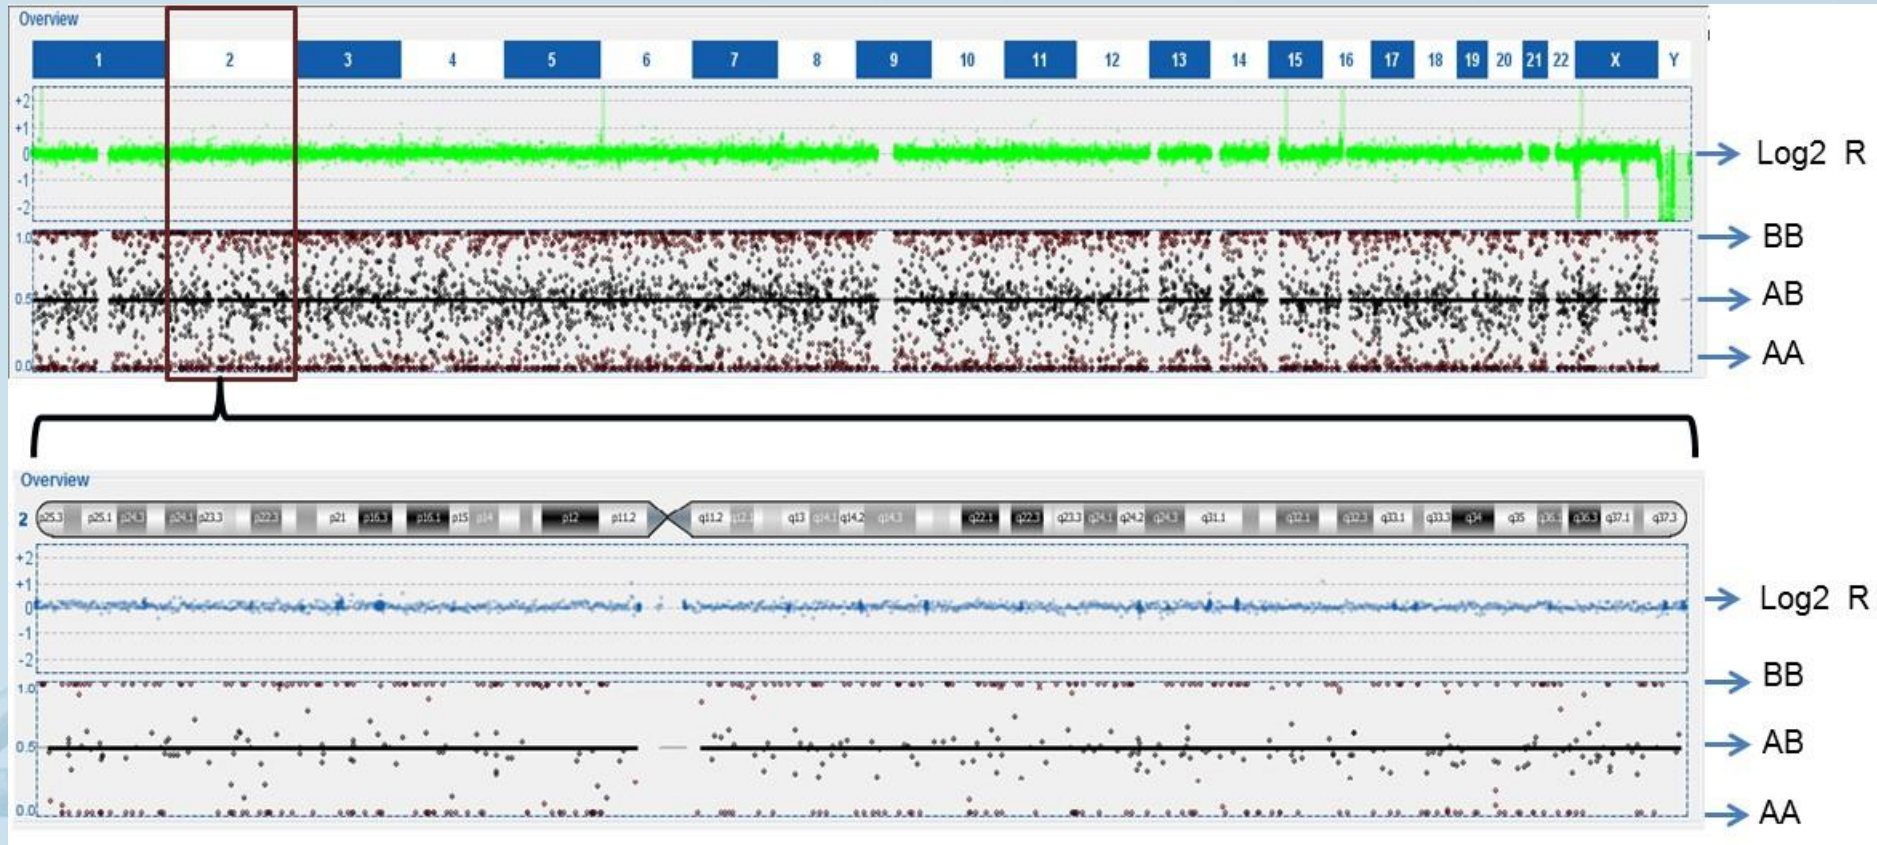 Overview
1 2 3 4 5 6 7 8 9 10 11 12 13 14 15 16 17 18 19 20 21 22 X Y
+2
+1
0
-1
-2
Log2 R
1.0
BB
0.5
AB
0.0
AA
Overview
2 p25.3 p25.1 p24.3 p24.1 p23.3 p22.3 p21 p16.3 p16.1 p15 p14 p12 p11.2 q11.2 q12.1 q13 q14.1 q14.2 q14.3 q22.1 q22.3 q23.3 q24.1 q24.2 q24.3 q31.1 q32.1 q32.3 q33.1 q33.3 q34 q35 q36.1 q36.3 q37.1 q37.3
+2
+1
0
-1
-2
Log2 R
1.0
BB
0.5
AB
0.0
AA